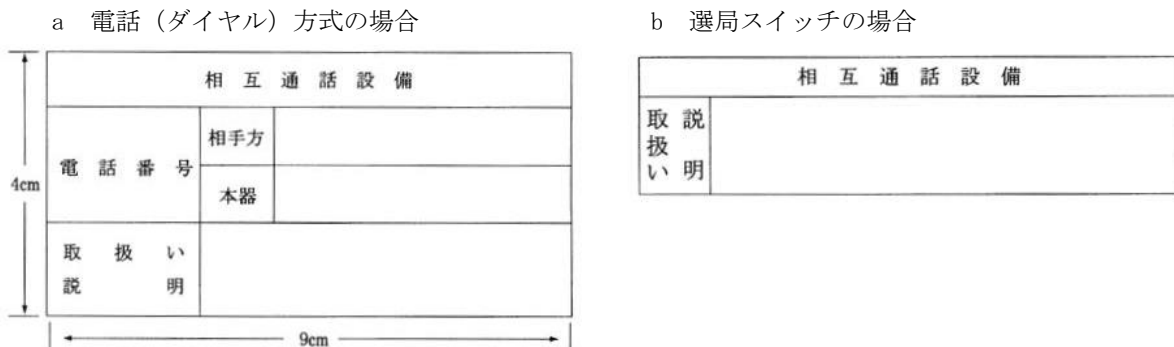 a 電話（ダイヤル）方式の場合
相互通話設備
電話番号
相手方
本器
取扱い
説明
4cm
9cm
b 選局スイッチの場合
相互通話設備
取扱い
説明